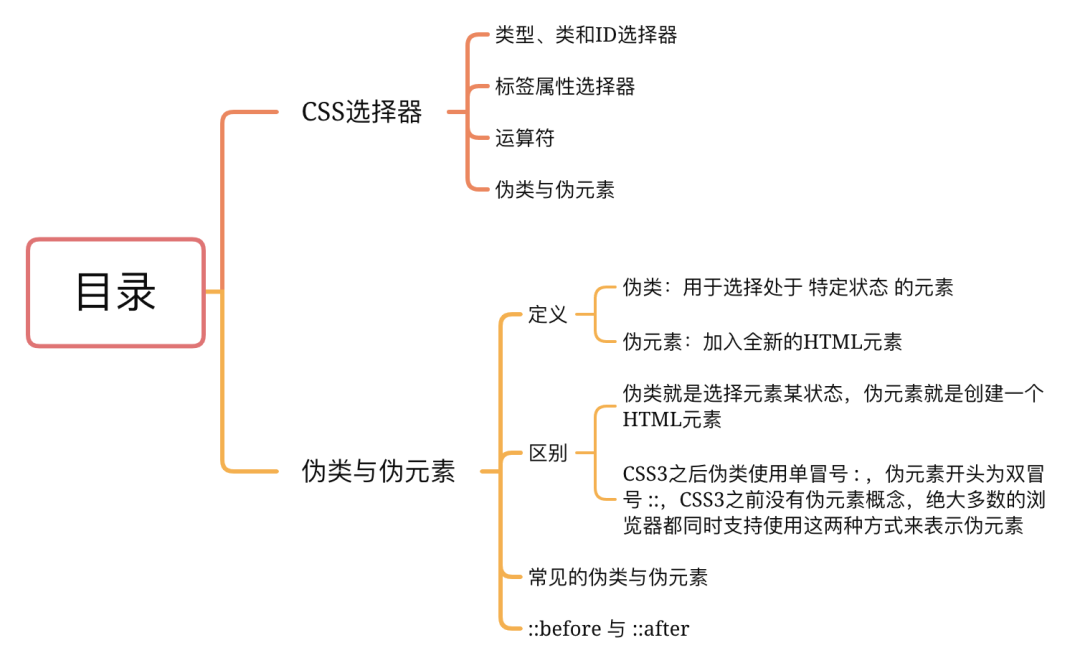 目录
CSS选择器
类型、类和ID选择器
标签属性选择器
运算符
伪类与伪元素
伪类与伪元素
定义
伪类：用于选择处于 特定状态 的元素
伪元素：加入全新的HTML元素
区别
伪类就是选择元素某状态，伪元素就是创建一个
HTML元素
CSS3之后伪类使用单冒号 : ，伪元素开头为双冒
号 ::，CSS3之前没有伪元素概念，绝大多数的浏
览器都同时支持使用这两种方式来表示伪元素
常见的伪类与伪元素
::before 与 ::after